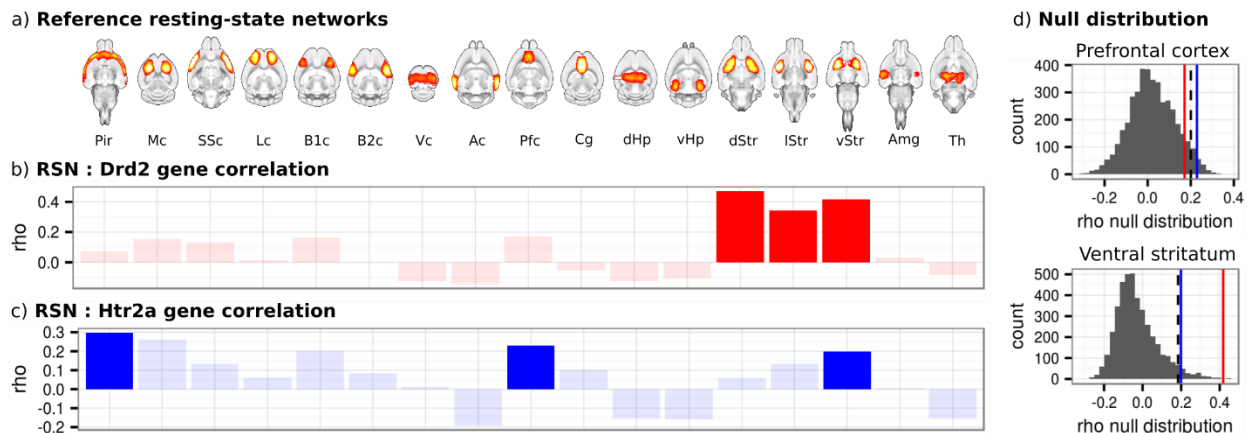 a) Reference resting-state networks
Pir Mc SSc Lc B1c B2c Vc Ac Pfc Cg dHp vHp dStr lStr vStr Amg Th
b) RSN : Drd2 gene correlation
rho
0.4
0.2
0.0
c) RSN : Htr2a gene correlation
rho
0.3
0.2
0.1
0.0
-0.1
-0.2
d) Null distribution
Prefrontal cortex
count
400
300
200
100
0
-0.2 0.0 0.2 0.4
rho null distribution
Ventral stritatum
count
500
400
300
200
100
0
-0.2 0.0 0.2 0.4
rho null distribution